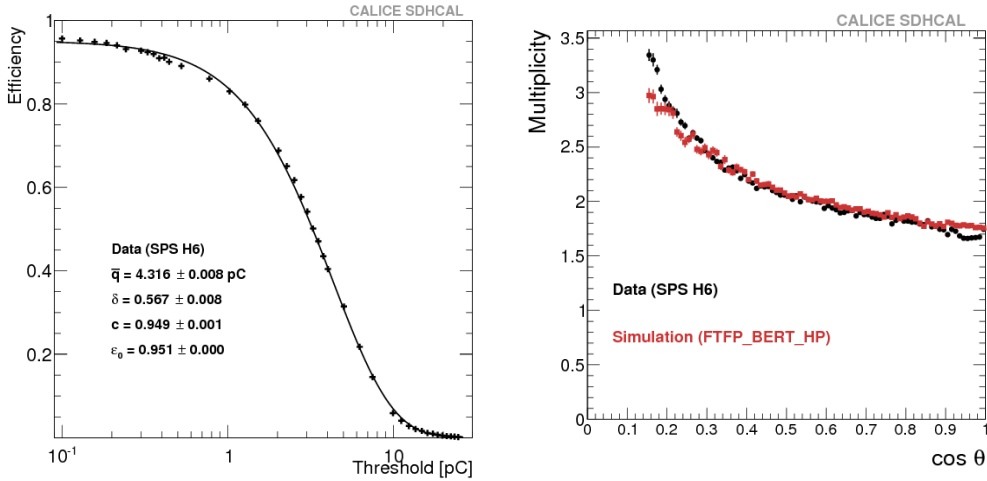 CALICE SDHCAL
Efficiency
1
0.8
0.6
0.4
0.2
Data (SPS H6)
q̅ = 4.316 ± 0.008 pC
δ = 0.567 ± 0.008
c = 0.949 ± 0.001
ε₀ = 0.951 ± 0.000
10⁻¹
1
10
Threshold [pC]
CALICE SDHCAL
Multiplicity
3.5
3
2.5
2
1.5
1
0.5
0
Data (SPS H6)
Simulation (FTFP_BERT_HP)
0 0.1 0.2 0.3 0.4 0.5 0.6 0.7 0.8 0.9 1
cos θ